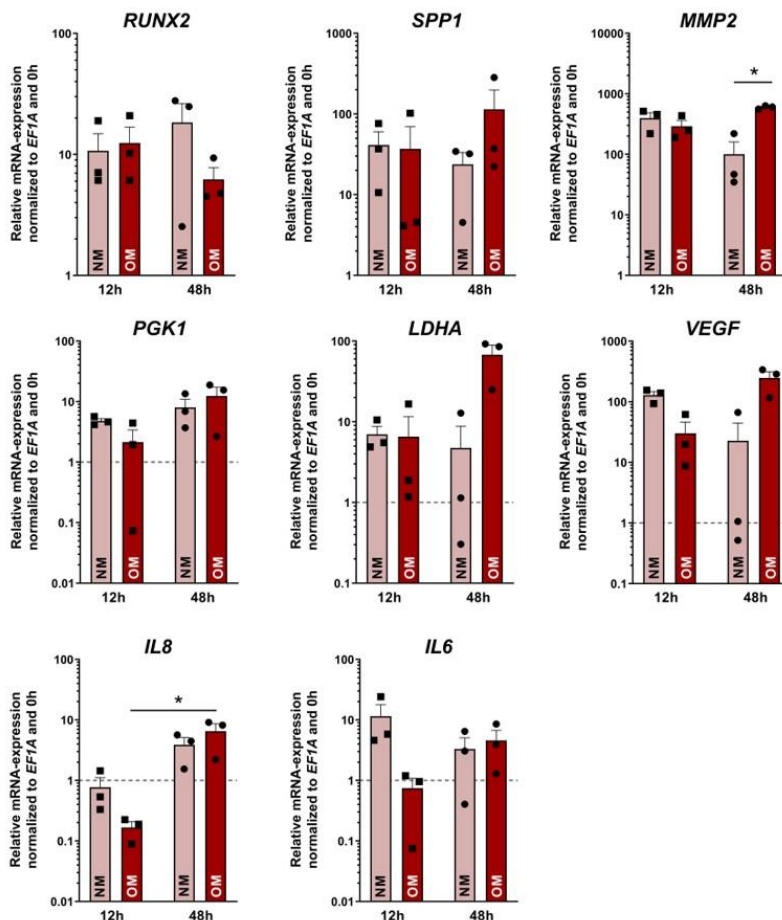 RUNX2
Relative mRNA-expression
normalized to EF1A and 0h
100
10
1
NM
OM
NM
OM
12h
48h
SPP1
Relative mRNA-expression
normalized to EF1A and 0h
1000
100
10
1
NM
OM
NM
OM
12h
48h
MMP2
Relative mRNA-expression
normalized to EF1A and 0h
10000
1000
100
10
1
*
NM
OM
NM
OM
12h
48h
PGK1
Relative mRNA-expression
normalized to EF1A and 0h
100
10
1
0.1
0.01
NM
OM
NM
OM
12h
48h
LDHA
Relative mRNA-expression
normalized to EF1A and 0h
100
10
1
0.1
NM
OM
NM
OM
12h
48h
VEGF
Relative mRNA-expression
normalized to EF1A and 0h
1000
100
10
1
0.1
NM
OM
NM
OM
12h
48h
IL8
Relative mRNA-expression
normalized to EF1A and 0h
100
10
1
0.1
0.01
*
NM
OM
NM
OM
12h
48h
IL6
Relative mRNA-expression
normalized to EF1A and 0h
100
10
1
0.1
0.01
NM
OM
NM
OM
12h
48h